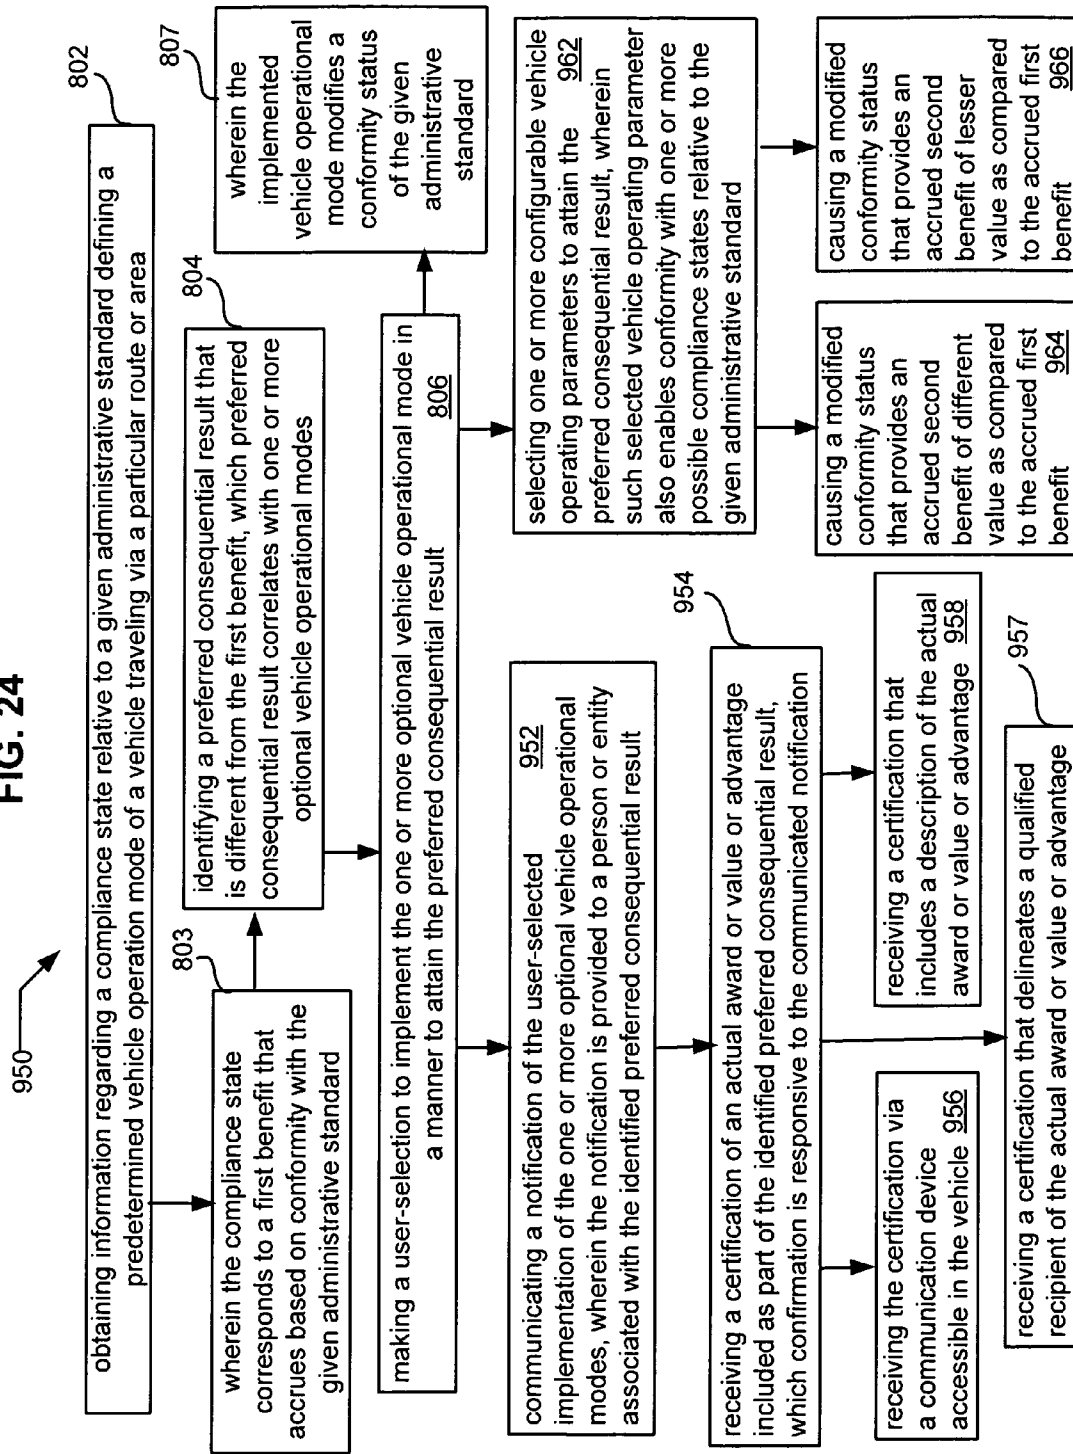 FIG. 24
950
802
obtaining information regarding a compliance state relative to a given administrative standard defining a
predetermined vehicle operation mode of a vehicle traveling via a particular route or area
803
wherein the compliance state
corresponds to a first benefit that
accrues based on conformity with the
given administrative standard
804
identifying a preferred consequential result that
is different from the first benefit, which preferred
consequential result correlates with one or more
optional vehicle operational modes
807
wherein the
implemented
vehicle operational
mode modifies a
conformity status
of the given
administrative
standard
making a user-selection to implement the one or more optional vehicle operational mode in
a manner to attain the preferred consequential result 806
communicating a notification of the user-selected 952
implementation of the one or more optional vehicle operational
modes, wherein the notification is provided to a person or entity
associated with the identified preferred consequential result
selecting one or more configurable vehicle
operating parameters to attain the 962
preferred consequential result, wherein
such selected vehicle operating parameter
also enables conformity with one or more
possible compliance states relative to the
given administrative standard
954
receiving a certification of an actual award or value or advantage
included as part of the identified preferred consequential result,
which confirmation is responsive to the communicated notification
receiving the certification via
a communication device
accessible in the vehicle 956
receiving a certification that
includes a description of the actual
award or value or advantage 958
957
receiving a certification that delineates a qualified
recipient of the actual award or value or advantage
causing a modified
conformity status
that provides an
accrued second
benefit of different
value as compared
to the accrued first
benefit 964
causing a modified
conformity status
that provides an
accrued second
benefit of lesser
value as compared
to the accrued first
benefit 966